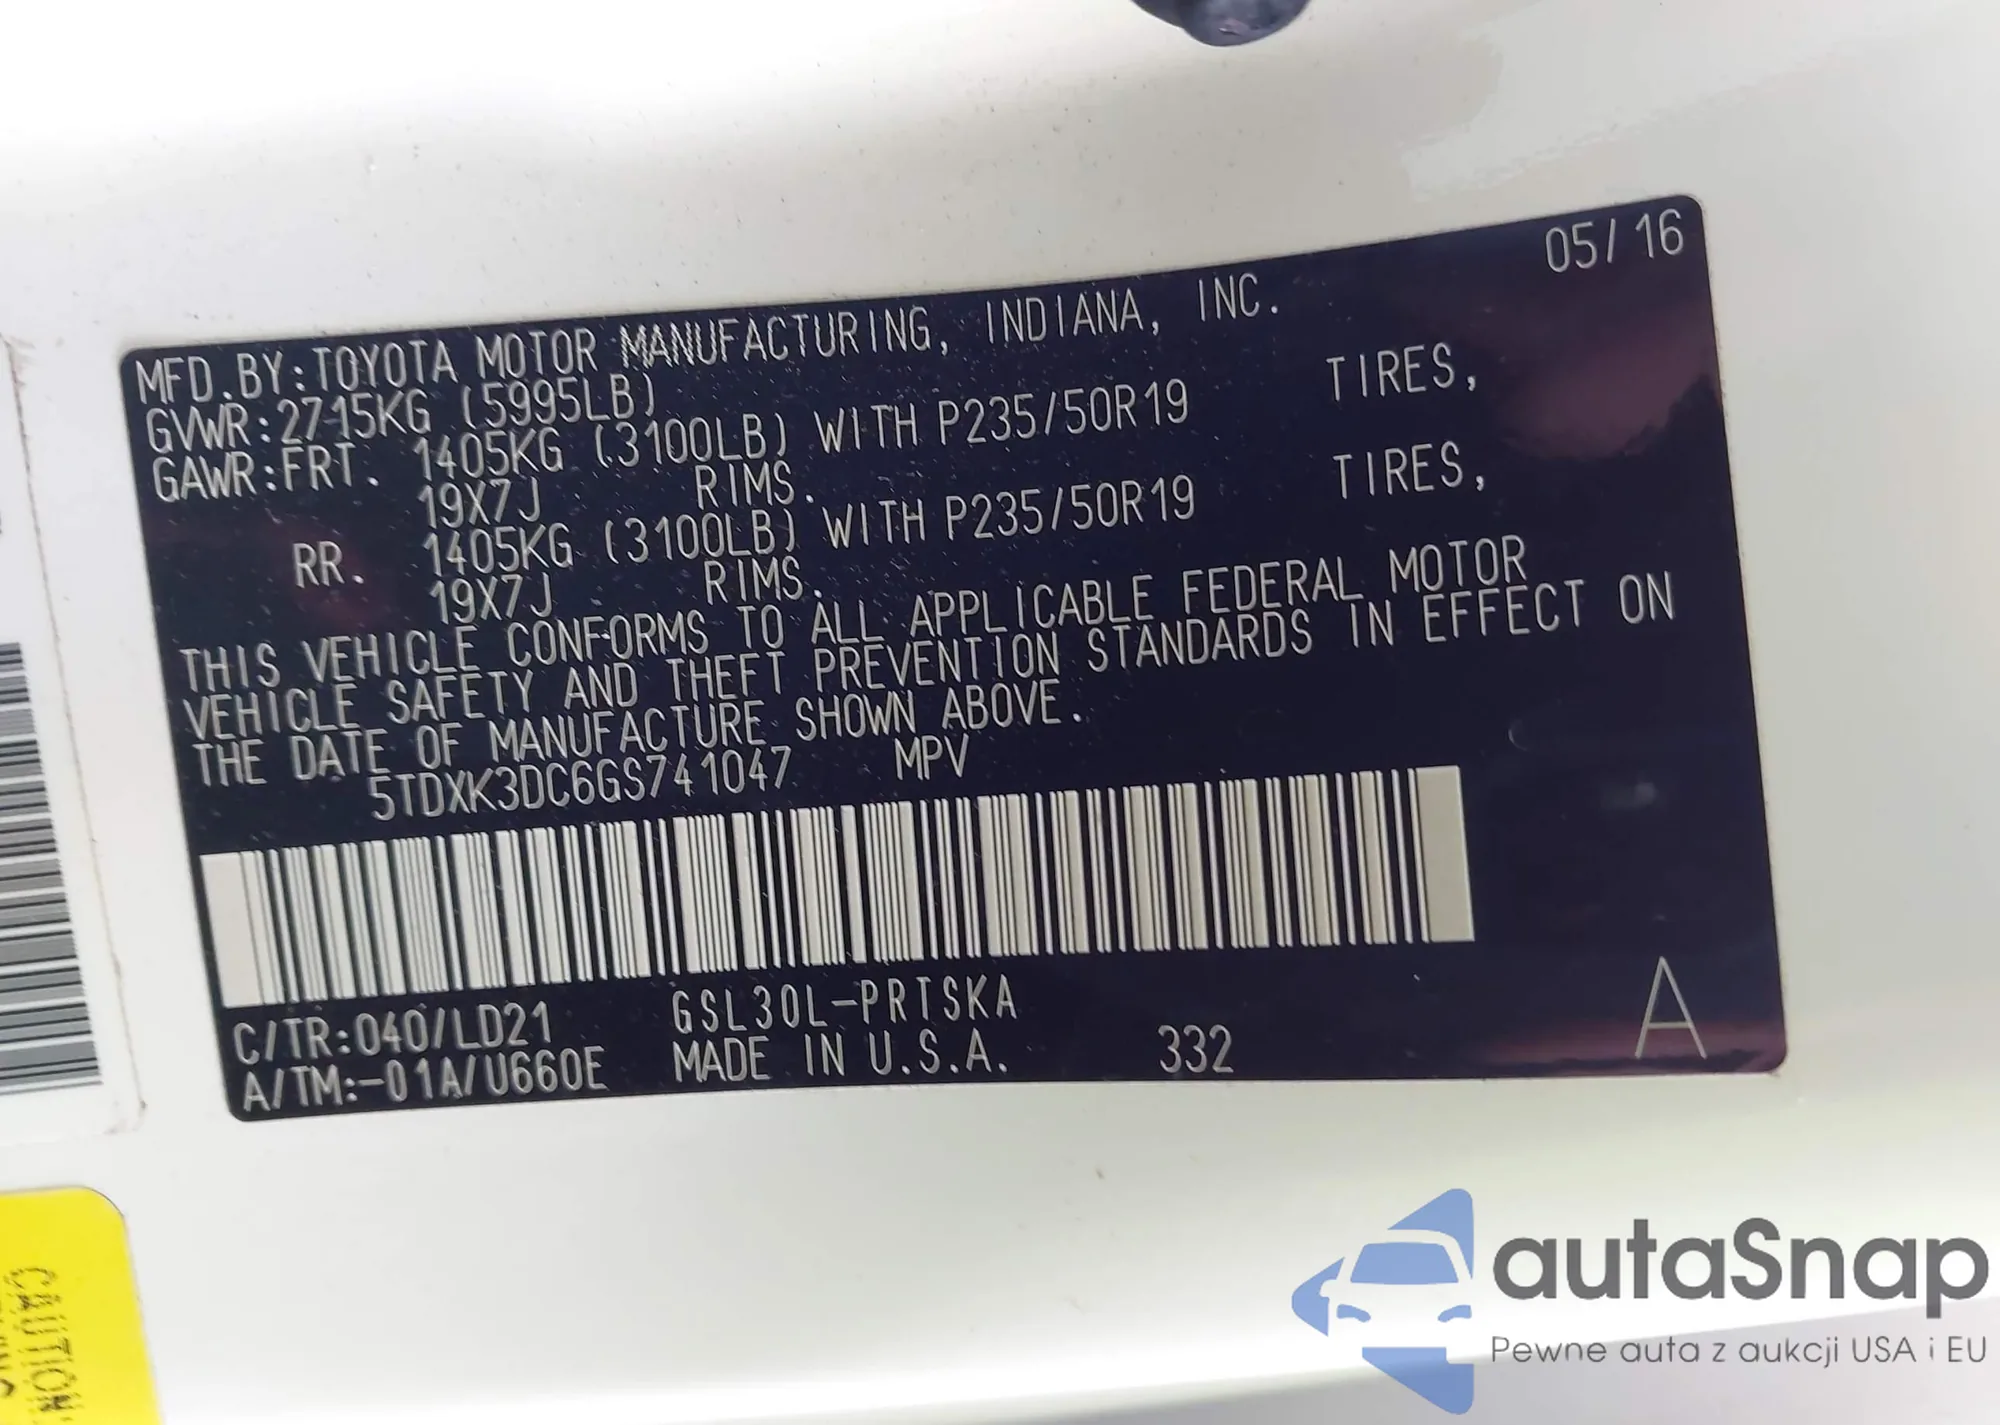 05/16
MFD.BY:TOYOTA MOTOR MANUFACTURING, INDIANA, INC.
GVWR:2715KG (5995LB)
GAWR:FRT. 1405KG (3100LB) WITH P235/50R19 TIRES,
19X7J RIMS.
RR. 1405KG (3100LB) WITH P235/50R19 TIRES,
19X7J RIMS.
THIS VEHICLE CONFORMS TO ALL APPLICABLE FEDERAL MOTOR
VEHICLE SAFETY AND THEFT PREVENTION STANDARDS IN EFFECT ON
THE DATE OF MANUFACTURE SHOWN ABOVE.
5TDXK3DC6GS741047 MPV
C/TR:040/LD21 GSL30L-PRTSKA
A/TM:-01A/U660E MADE IN U.S.A. 332 A
CAUTION:
autoSnap
Pewne auta z aukcji USA i EU